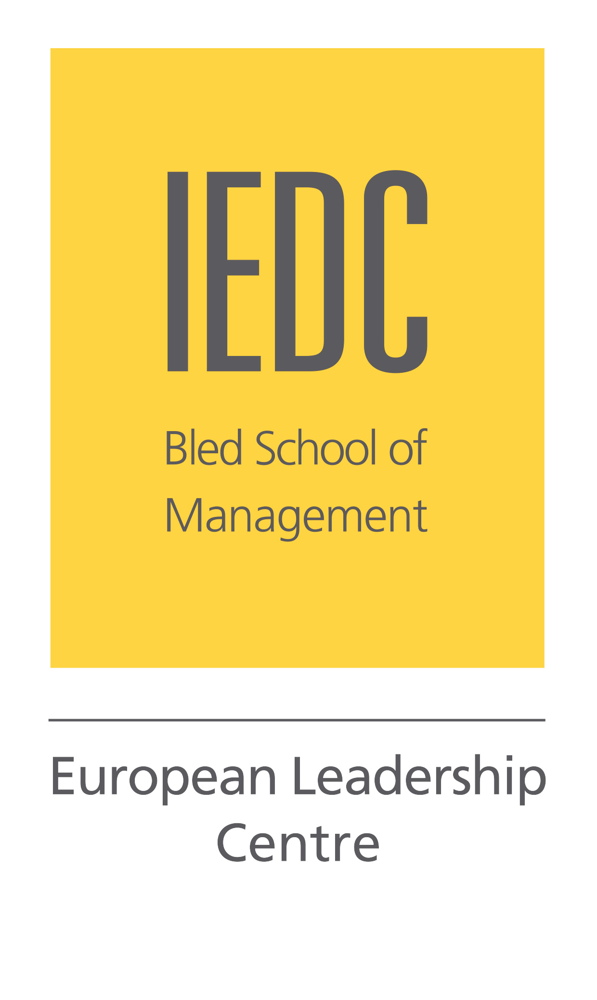 IEDC
Bled School of
Management
European Leadership
Centre